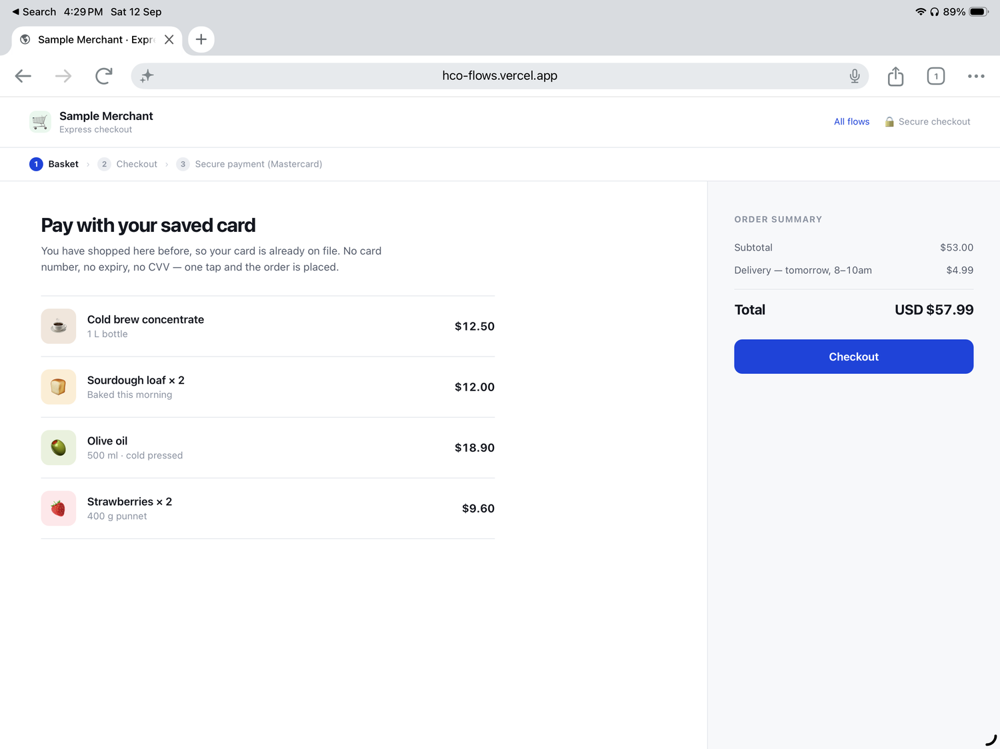 Search 4:29 PM Sat 12 Sep
89%
Sample Merchant · Expr
hco-flows.vercel.app
1
Sample Merchant
Express checkout
All flows
Secure checkout
1 Basket › 2 Checkout › 3 Secure payment (Mastercard)
Pay with your saved card
You have shopped here before, so your card is already on file. No card
number, no expiry, no CVV — one tap and the order is placed.
Cold brew concentrate
1 L bottle
$12.50
Sourdough loaf × 2
Baked this morning
$12.00
Olive oil
500 ml · cold pressed
$18.90
Strawberries × 2
400 g punnet
$9.60
ORDER SUMMARY
Subtotal $53.00
Delivery — tomorrow, 8–10am $4.99
Total USD $57.99
Checkout